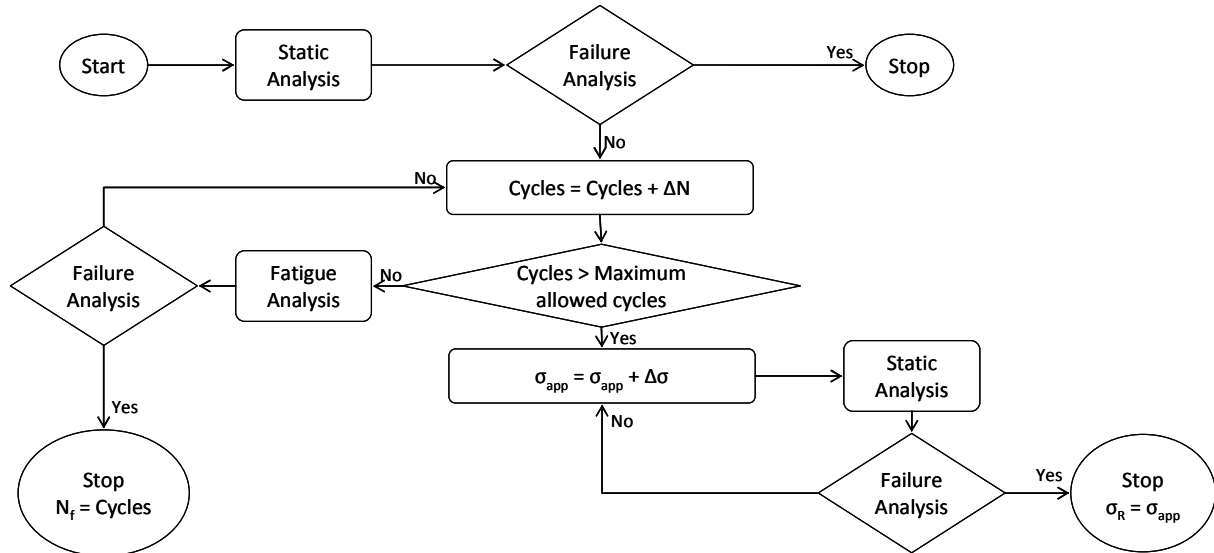 Start
Static
Analysis
Failure
Analysis
Yes
Stop
No
Cycles = Cycles + ΔN
No
Failure
Analysis
Fatigue
Analysis
No
Cycles > Maximum
allowed cycles
Yes
σapp = σapp + Δσ
Static
Analysis
Yes
No
Stop
Nf = Cycles
Failure
Analysis
Yes
Stop
σR = σapp